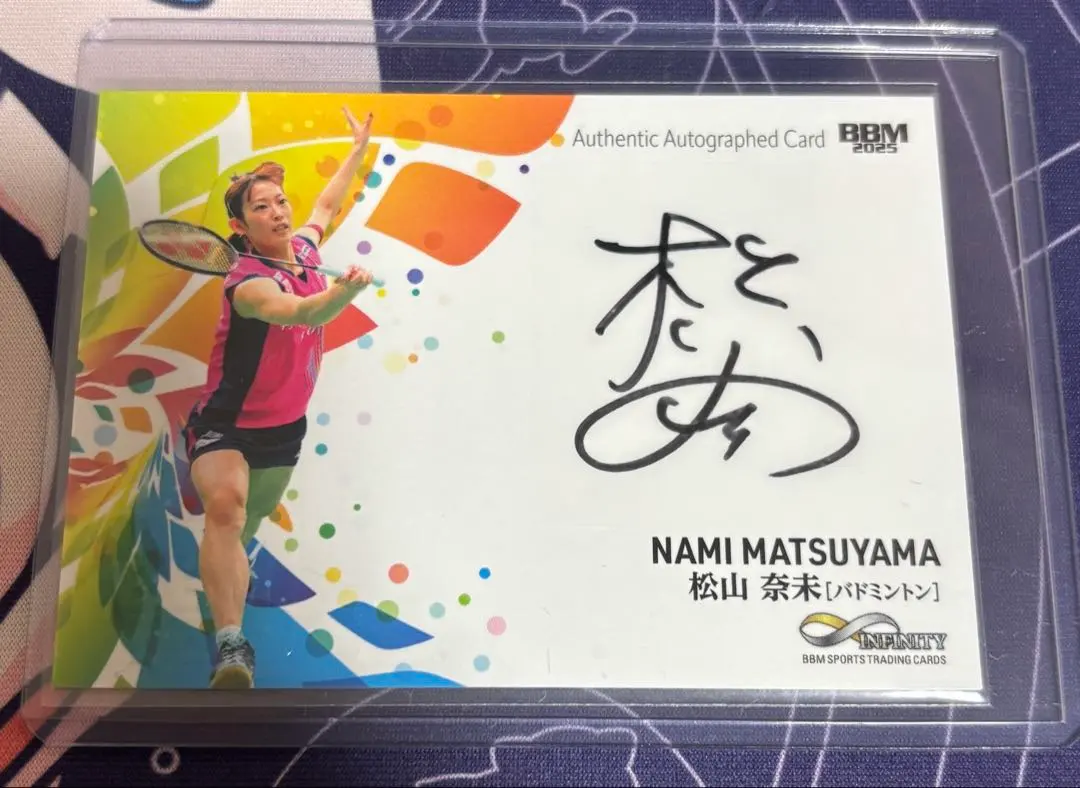 Authentic Autographed Card
BBM
2025
NAMI MATSUYAMA
松山 奈未[バドミントン]
INFINITY
BBM SPORTS TRADING CARDS